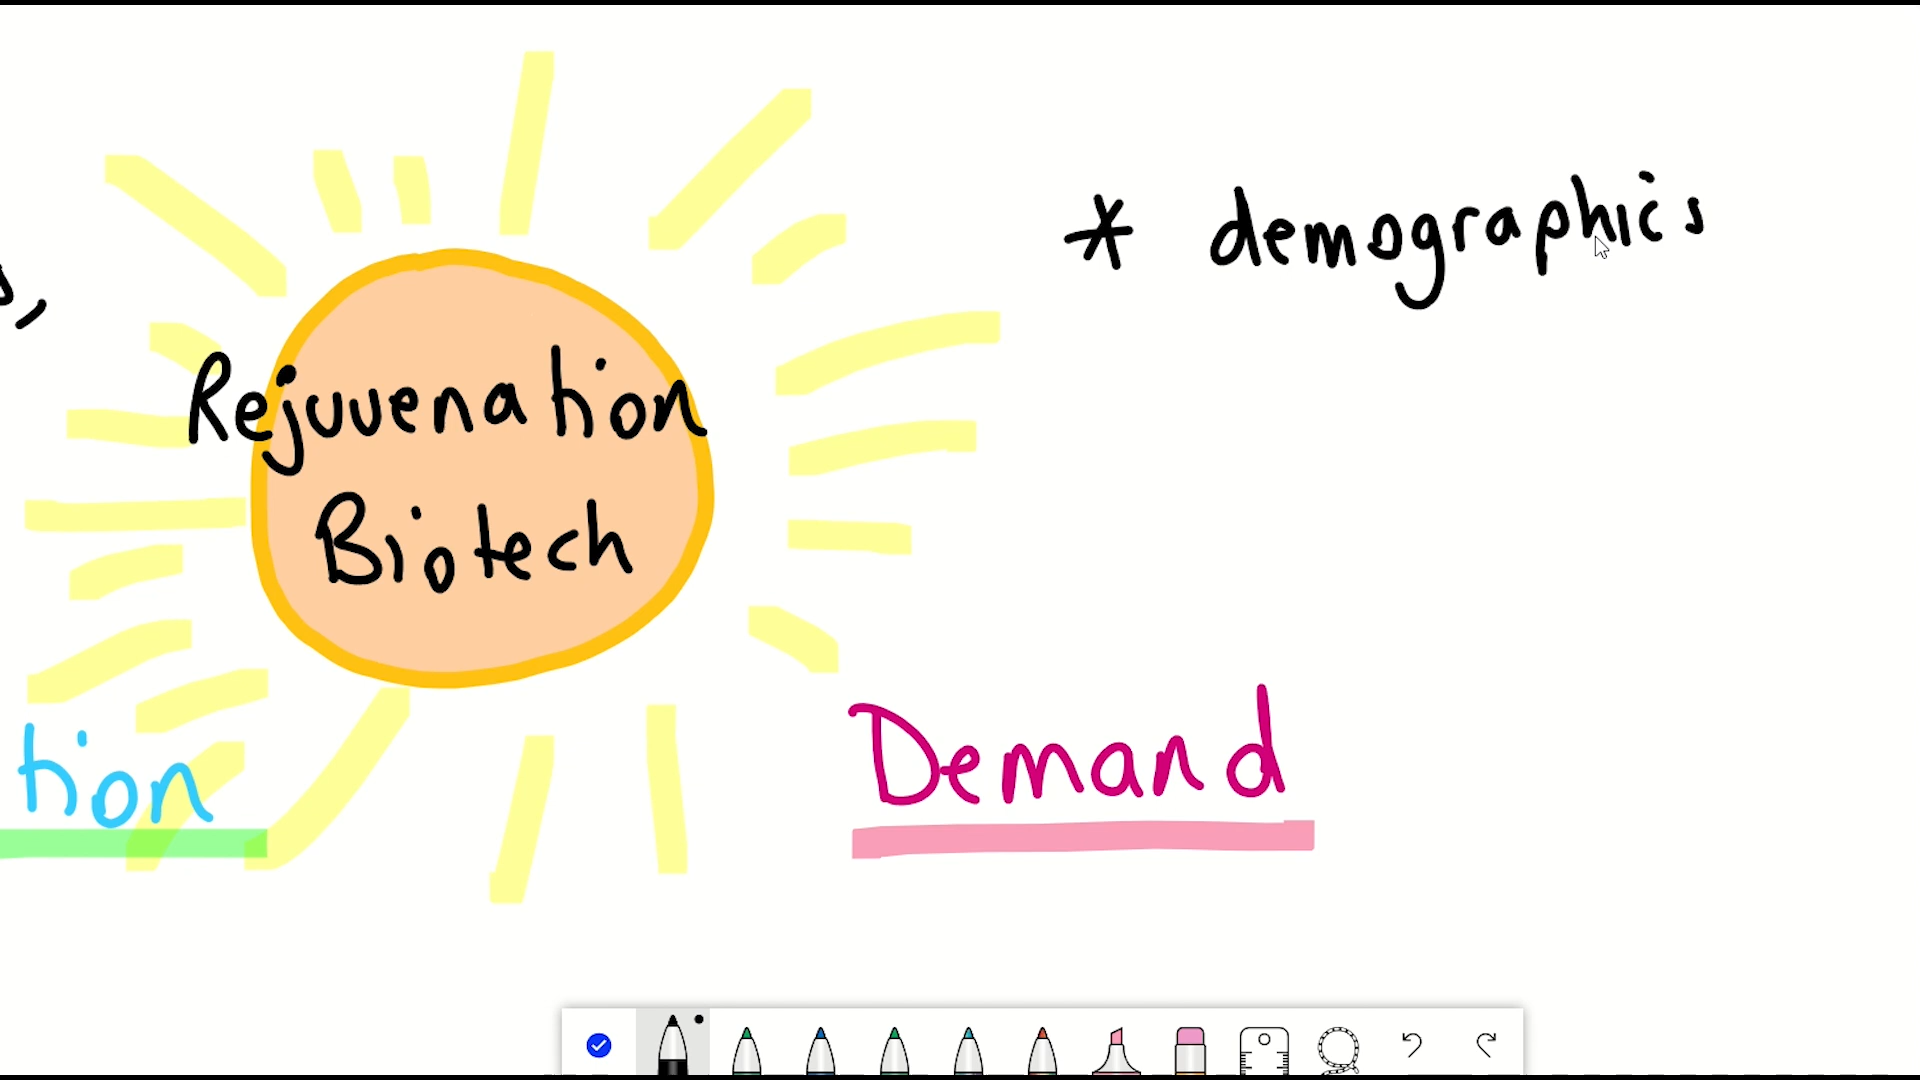 * demographics
Rejuvenation
Biotech
Demand
tion